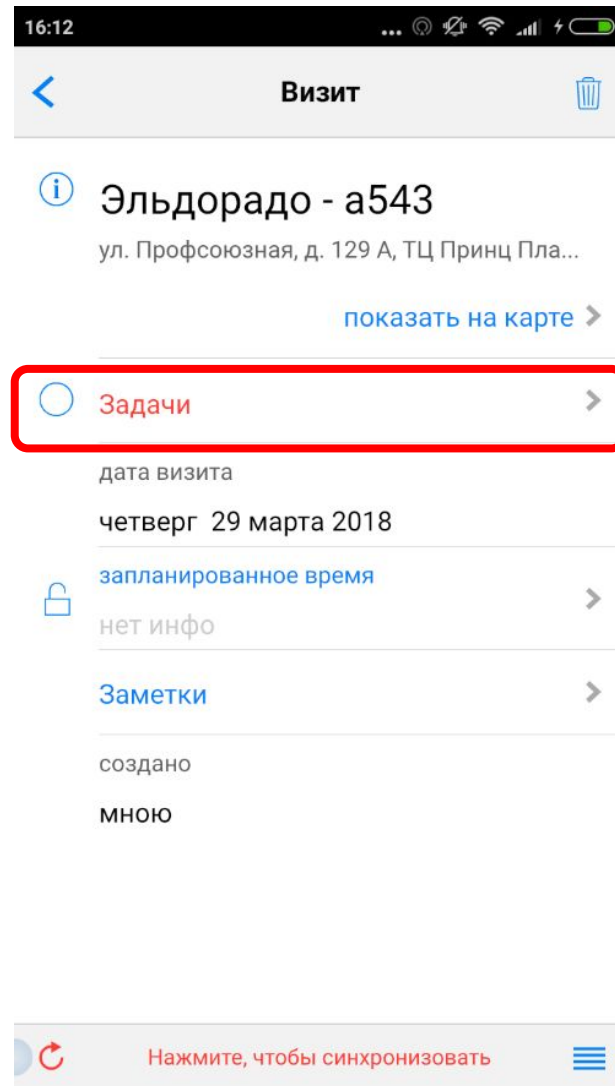 16:12
Визит
Эльдорадо - а543
ул. Профсоюзная, д. 129 А, ТЦ Принц Пла...
показать на карте
Задачи
дата визита
четверг 29 марта 2018
запланированное время
нет инфо
Заметки
создано
мною
Нажмите, чтобы синхронизовать